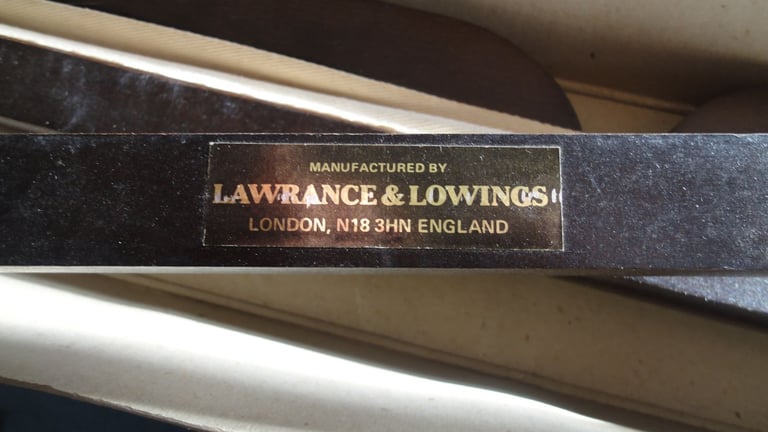 MANUFACTURED BY
LAWRANCE & LOWINGS
LONDON, N18 3HN ENGLAND